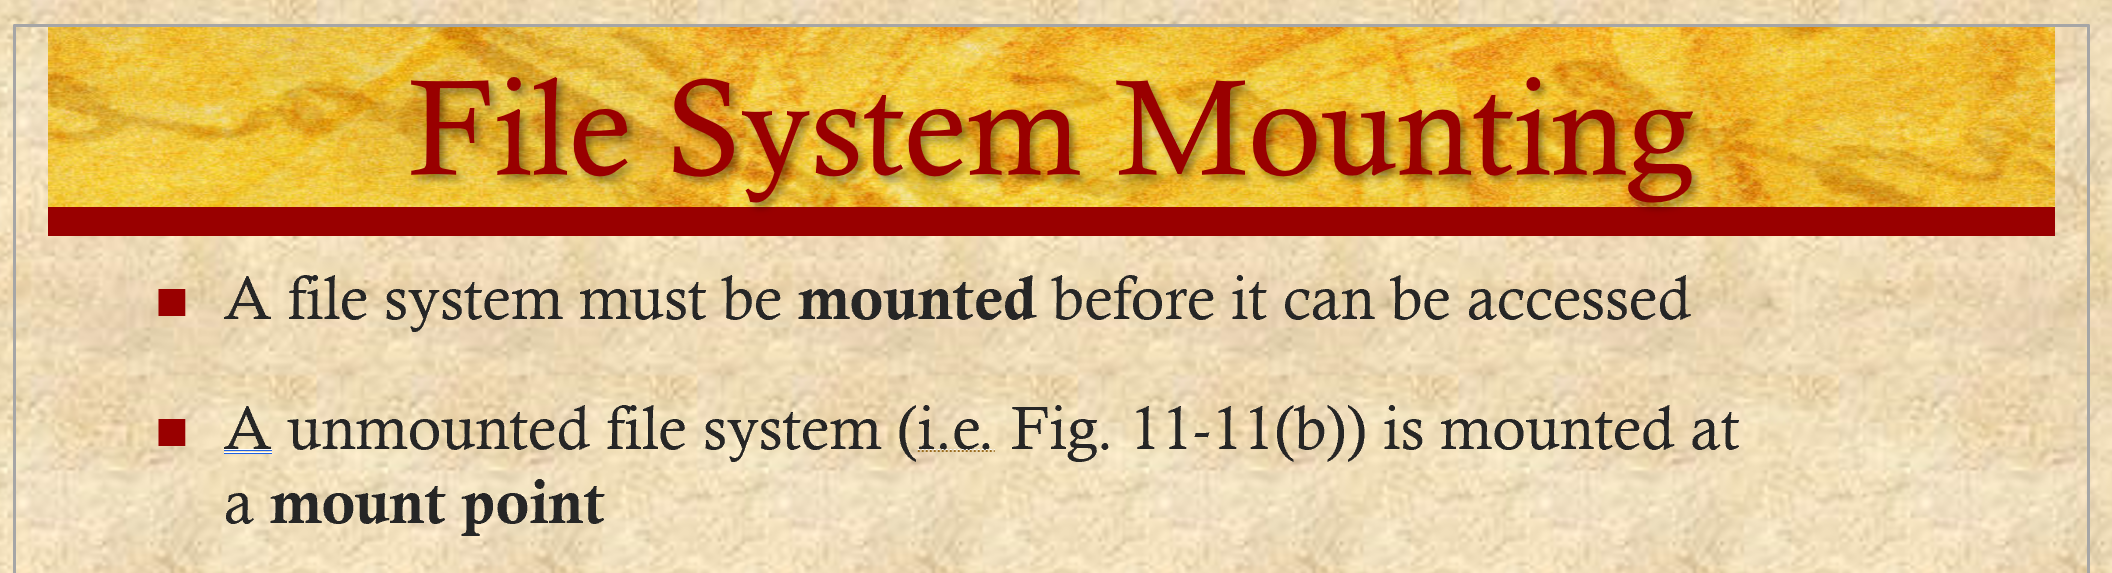 File System Mounting
A file system must be mounted before it can be accessed
A unmounted file system (i.e. Fig. 11-11(b)) is mounted at
a mount point